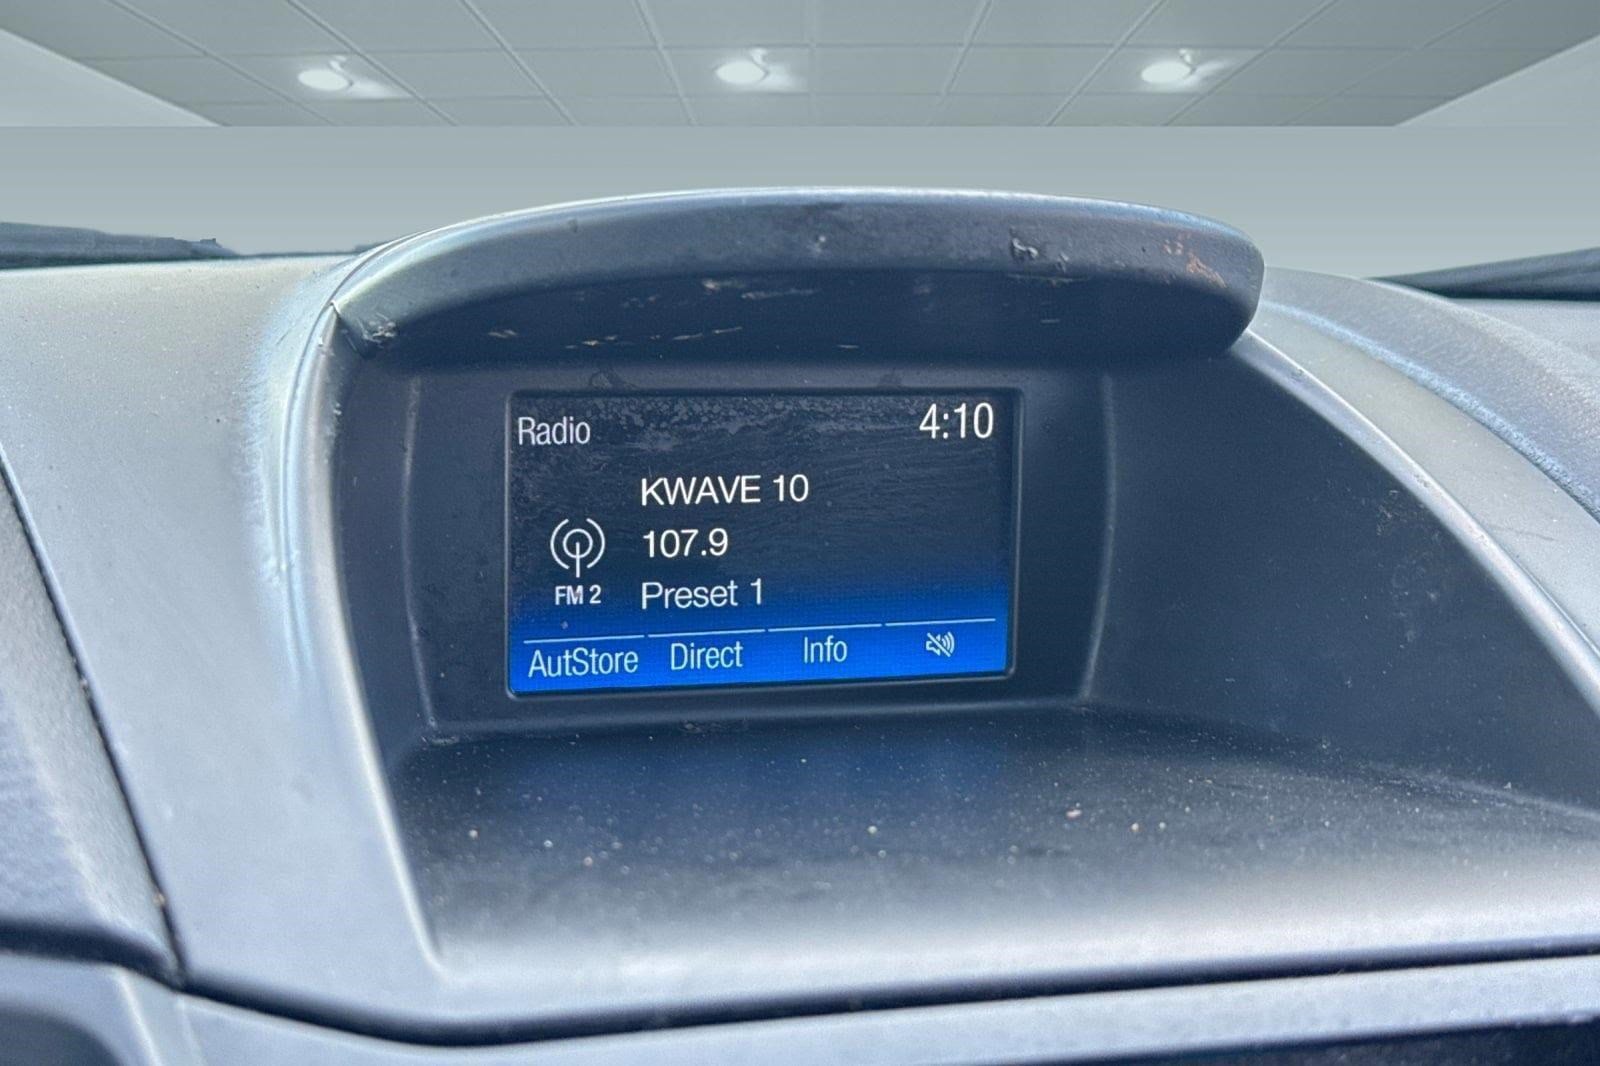 Radio 4:10
KWAVE 10
107.9
FM 2 Preset 1
AutStore Direct Info